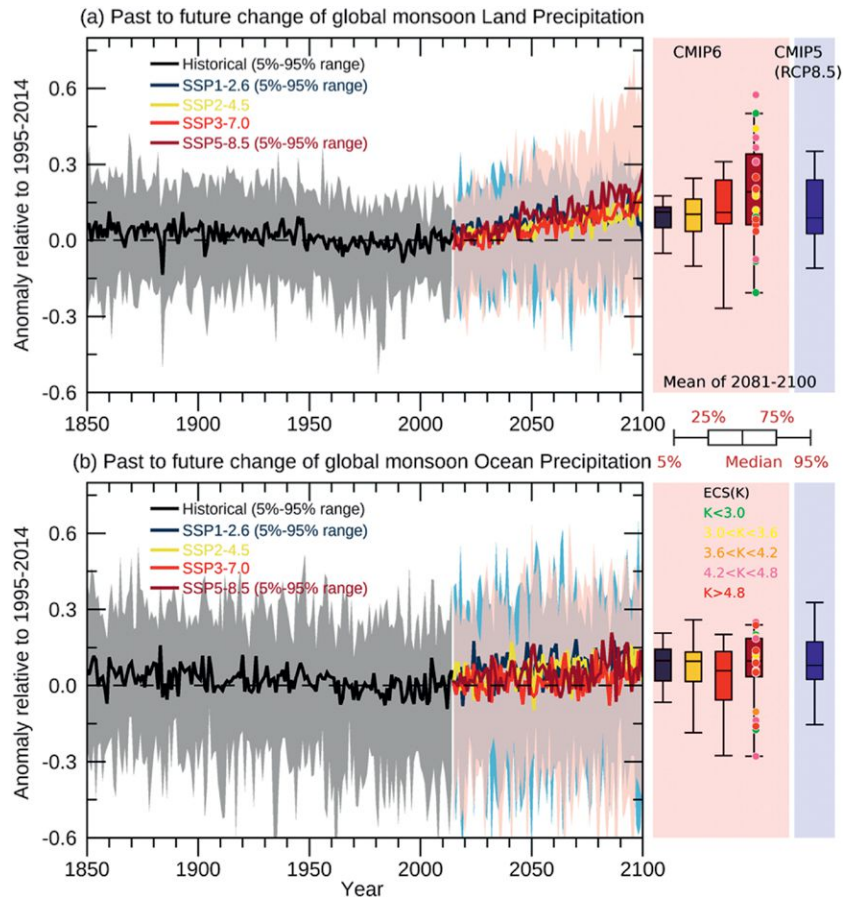 (a) Past to future change of global monsoon Land Precipitation
Anomaly relative to 1995-2014
0.6
0.3
0.0
-0.3
-0.6
Historical (5%-95% range)
SSP1-2.6 (5%-95% range)
SSP2-4.5
SSP3-7.0
SSP5-8.5 (5%-95% range)
1850 1900 1950 2000 2050 2100
CMIP6
CMIP5
(RCP8.5)
Mean of 2081-2100
25% 75%
5% Median 95%
(b) Past to future change of global monsoon Ocean Precipitation
Anomaly relative to 1995-2014
0.6
0.3
0.0
-0.3
-0.6
Historical (5%-95% range)
SSP1-2.6 (5%-95% range)
SSP2-4.5
SSP3-7.0
SSP5-8.5 (5%-95% range)
ECS(K)
K<3.0
3.0<K<3.6
3.6<K<4.2
4.2<K<4.8
K>4.8
1850 1900 1950 2000 2050 2100
Year